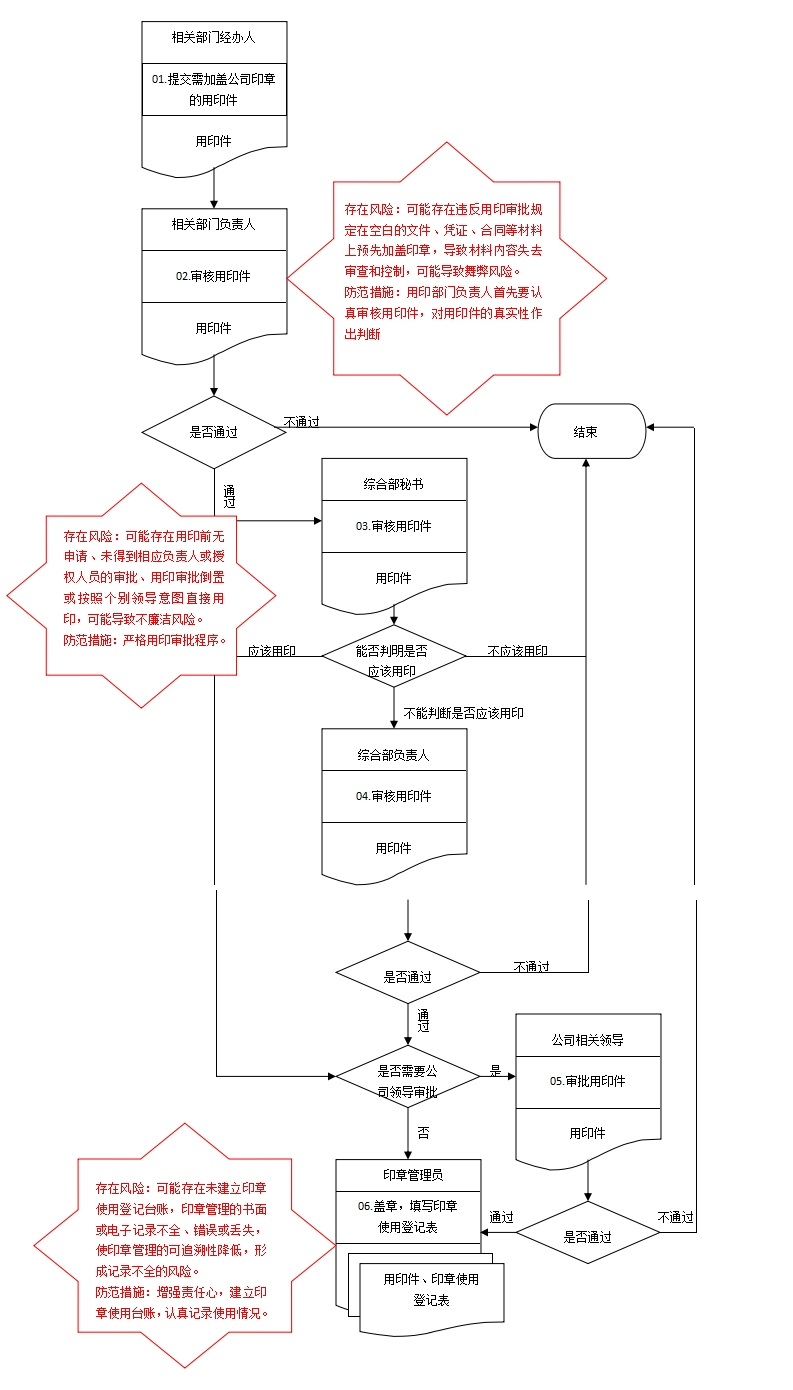 相关部门经办人
01.提交需加盖公司印章
的用印件
用印件
相关部门负责人
02.审核用印件
用印件
存在风险：可能存在违反用印审批规
定在空白的文件、凭证、合同等材料
上预先加盖印章，导致材料内容失去
审查和控制，可能导致舞弊风险。
防范措施：用印部门负责人首先要认
真审核用印件，对用印件的真实性作
出判断
是否通过
不通过
结束
通
过
综合部秘书
03.审核用印件
用印件
存在风险：可能存在用印前无
申请、未得到相应负责人或授
权人员的审批、用印审批倒置
或按照个别领导意图直接用
印，可能导致不廉洁风险。
防范措施：严格用印审批程序。
应该用印
能否判明是否
应该用印
不应该用印
不能判断是否应该用印
综合部负责人
04.审核用印件
用印件
是否通过
不通过
通
过
是否需要公
司领导审批
是
公司相关领导
05.审批用印件
用印件
否
印章管理员
06.盖章，填写印章
使用登记表
用印件、印章使用
登记表
通过
是否通过
不通过
存在风险：可能存在未建立印章
使用登记台账，印章管理的书面
或电子记录不全、错误或丢失，
使印章管理的可追溯性降低，形
成记录不全的风险。
防范措施：增强责任心，建立印
章使用台账，认真记录使用情况。